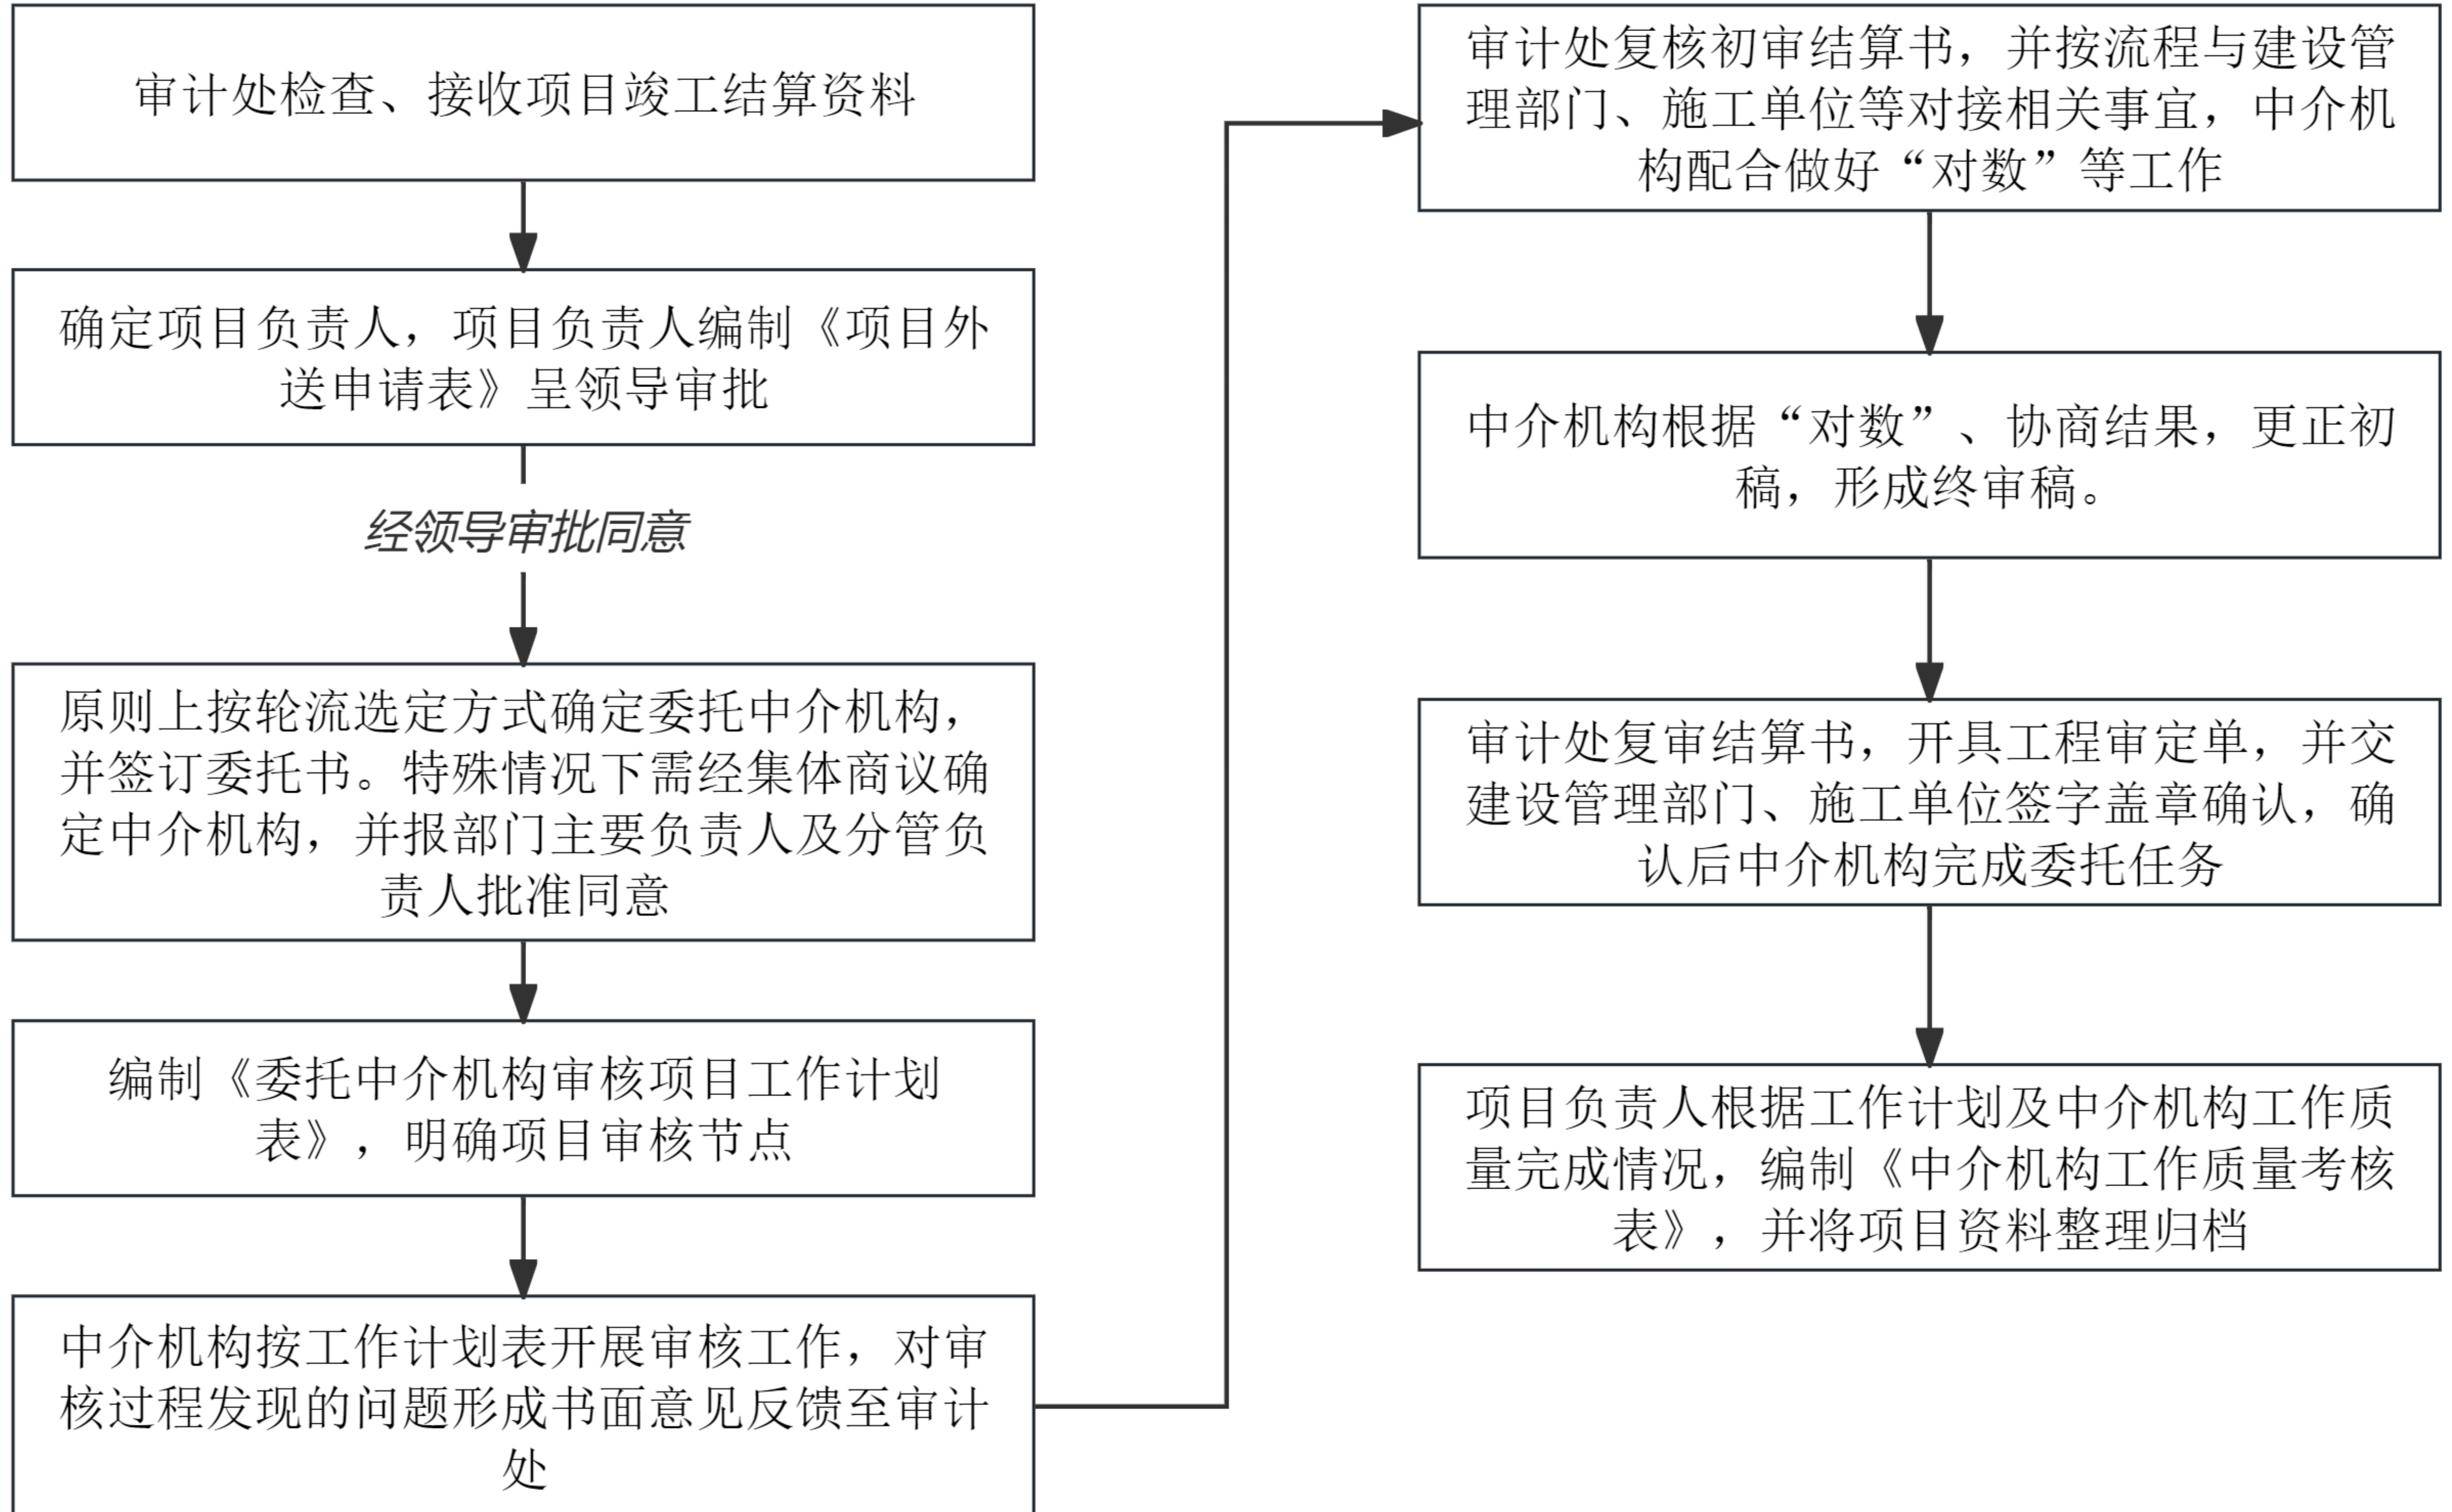 审计处检查、接收项目竣工结算资料
确定项目负责人，项目负责人编制《项目外
送申请表》呈领导审批
经领导审批同意
原则上按轮流选定方式确定委托中介机构，
并签订委托书。特殊情况下需经集体商议确
定中介机构，并报部门主要负责人及分管负
责人批准同意
编制《委托中介机构审核项目工作计划
表》，明确项目审核节点
中介机构按工作计划表开展审核工作，对审
核过程发现的问题形成书面意见反馈至审计
处
审计处复核初审结算书，并按流程与建设管
理部门、施工单位等对接相关事宜，中介机
构配合做好“对数”等工作
中介机构根据“对数”、协商结果，更正初
稿，形成终审稿。
审计处复审结算书，开具工程审定单，并交
建设管理部门、施工单位签字盖章确认，确
认后中介机构完成委托任务
项目负责人根据工作计划及中介机构工作质
量完成情况，编制《中介机构工作质量考核
表》，并将项目资料整理归档